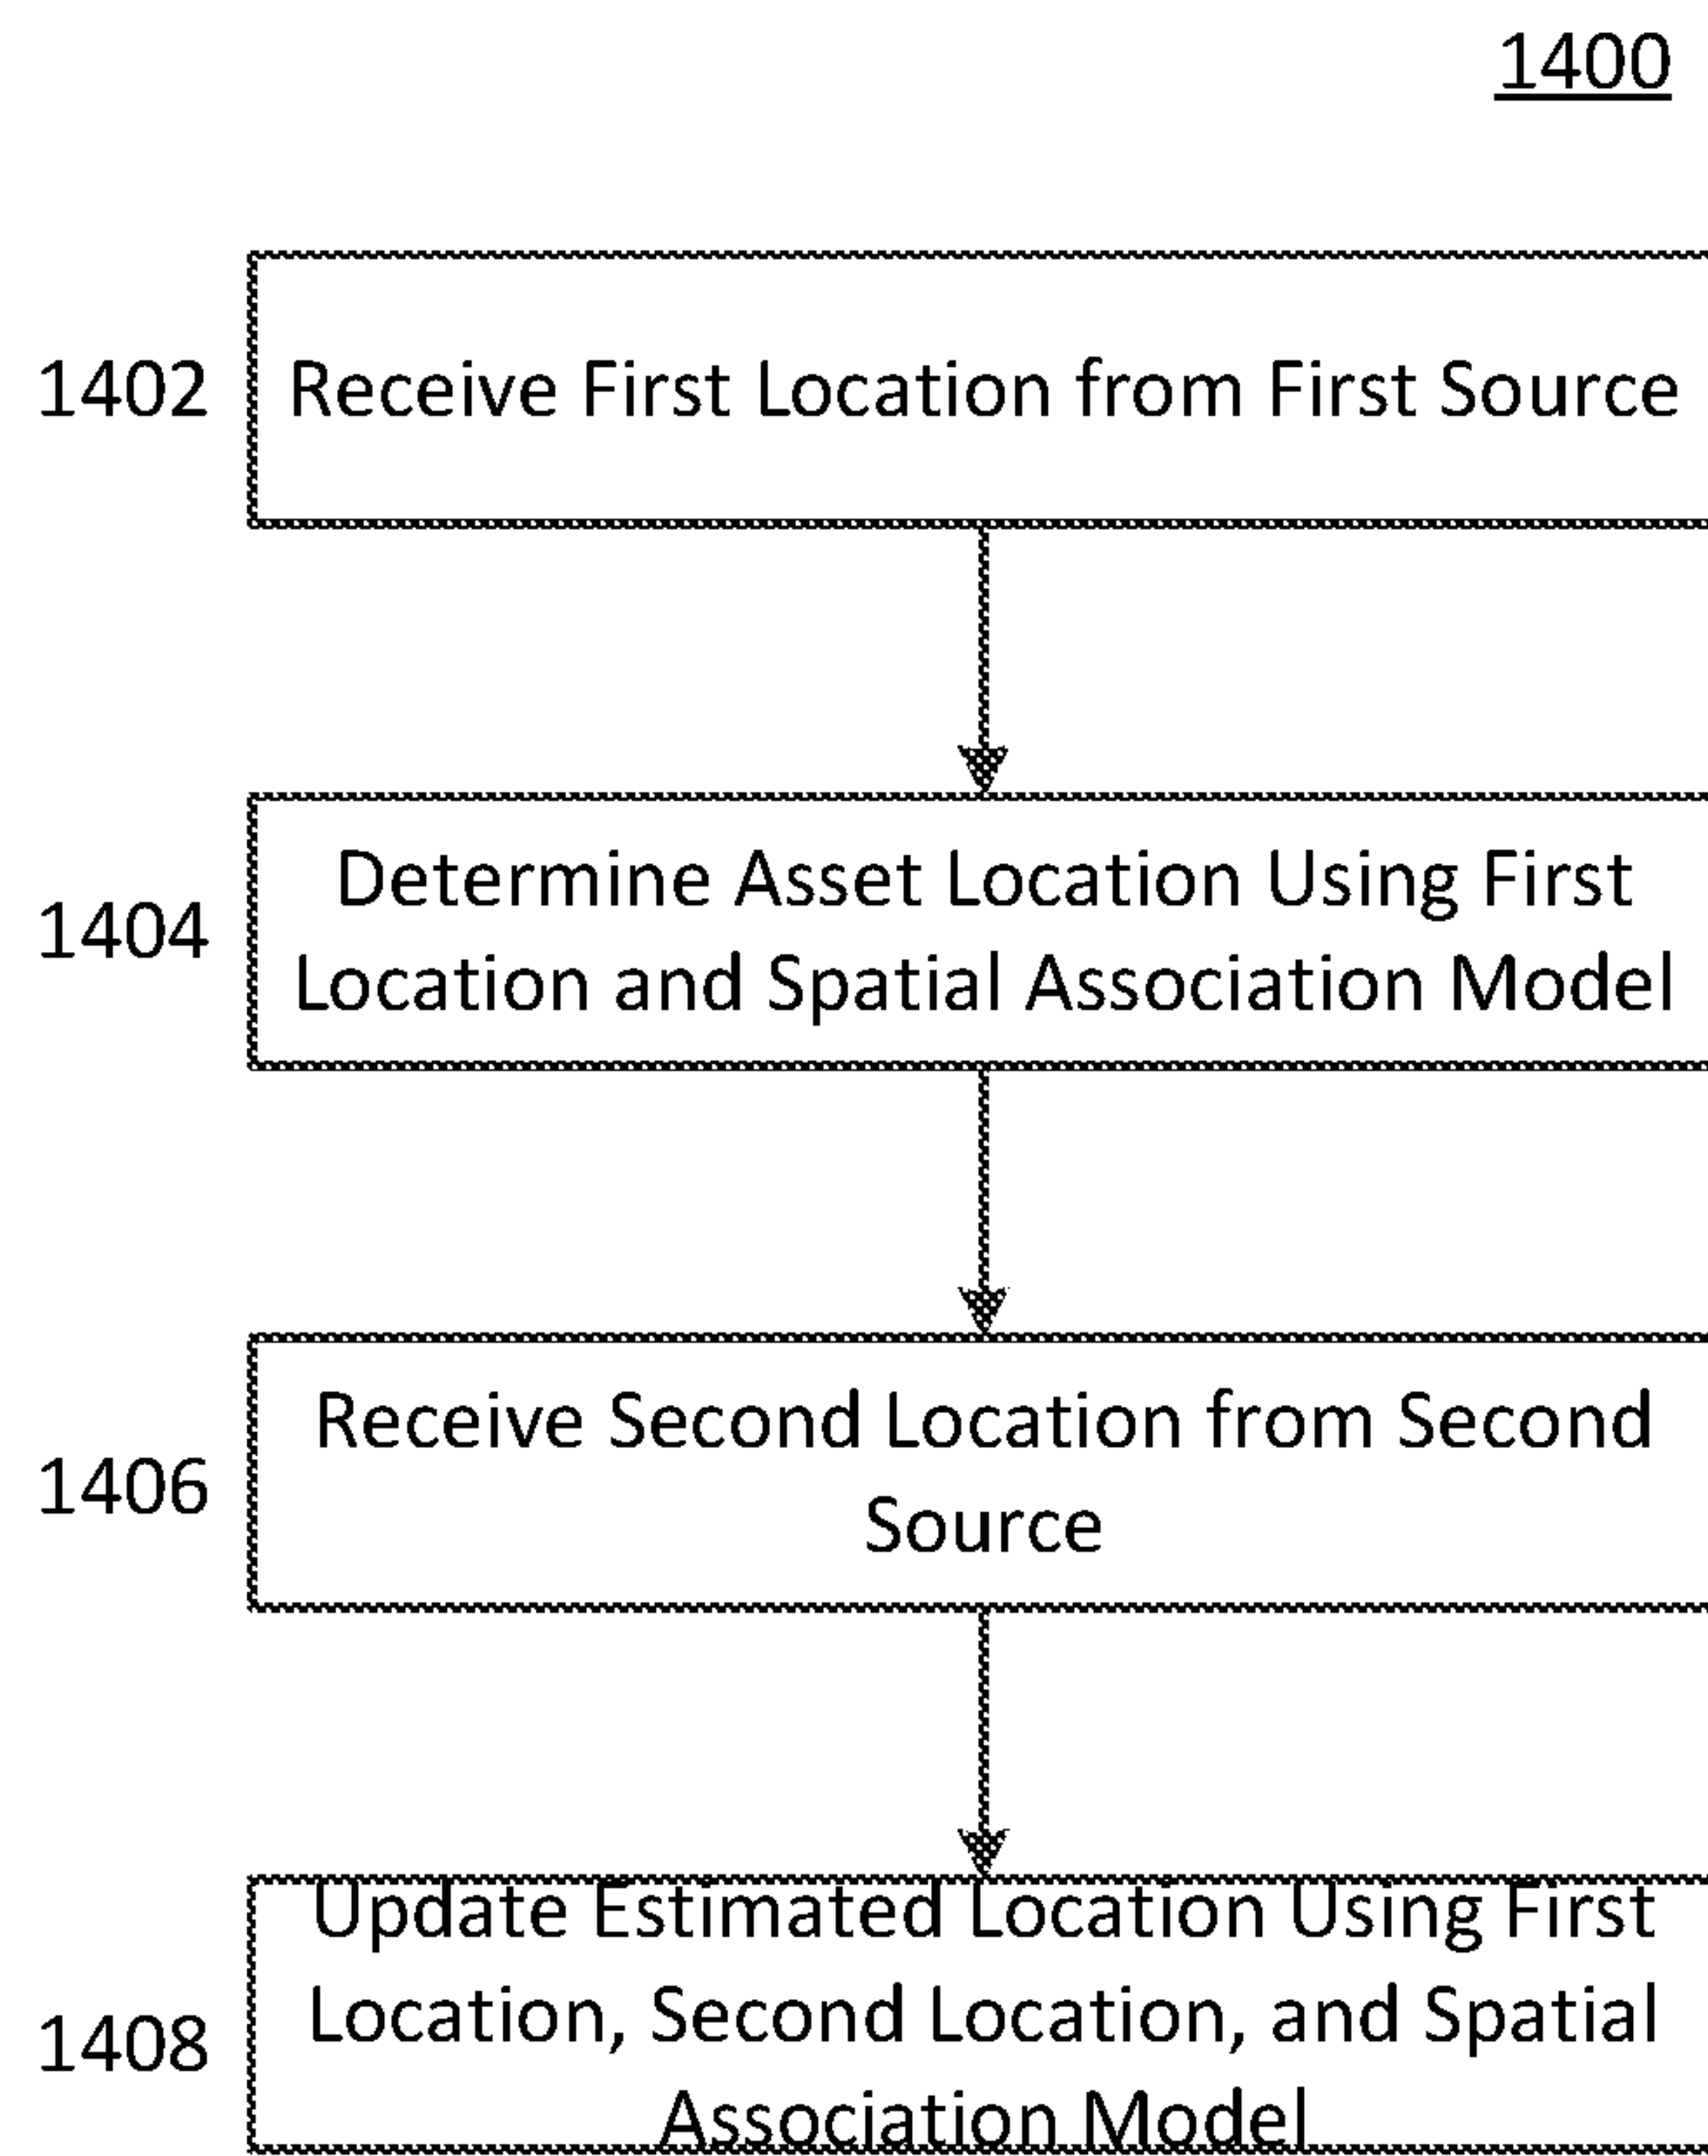 1400
1402
Receive First Location from First Source
1404
Determine Asset Location Using First
Location and Spatial Association Model
1406
Receive Second Location from Second
Source
1408
Update Estimated Location Using First
Location, Second Location, and Spatial
Association Model